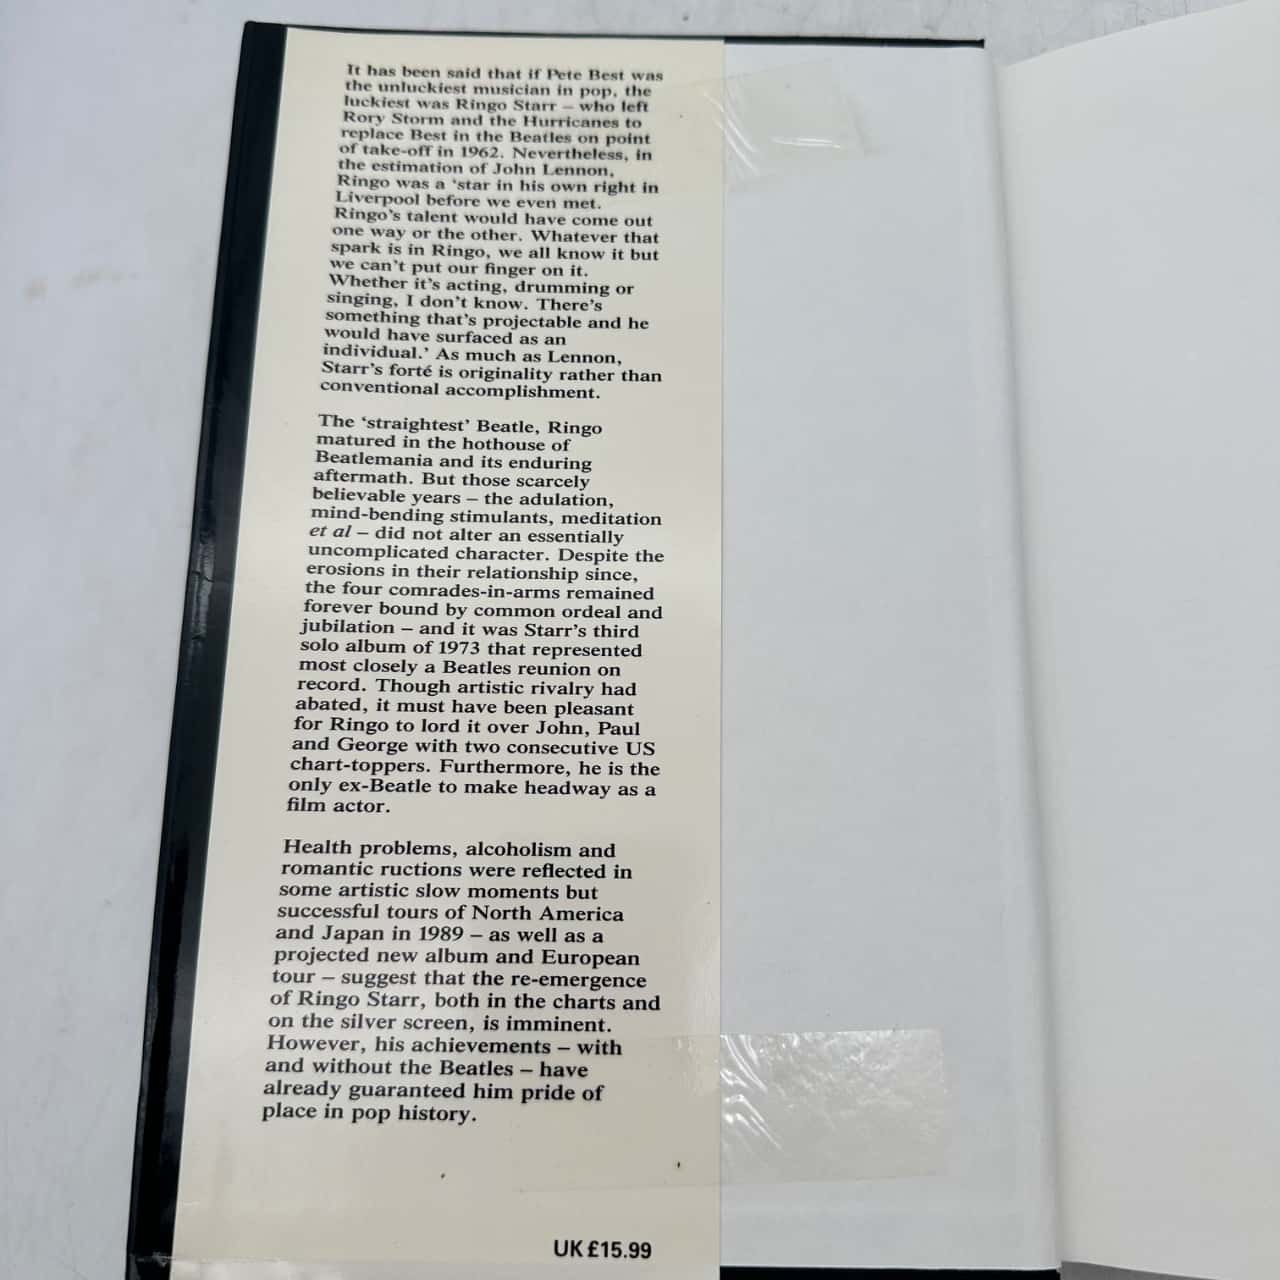 It has been said that if Pete Best was
the unluckiest musician in pop, the
luckiest was Ringo Starr – who left
Rory Storm and the Hurricanes to
replace Best in the Beatles on point
of take-off in 1962. Nevertheless, in
the estimation of John Lennon,
Ringo was a ‘star in his own right in
Liverpool before we even met.
Ringo’s talent would have come out
one way or the other. Whatever that
spark is in Ringo, we all know it but
we can’t put our finger on it.
Whether it’s acting, drumming or
singing, I don’t know. There’s
something that’s projectable and he
would have surfaced as an
individual.’ As much as Lennon,
Starr’s forté is originality rather than
conventional accomplishment.
The ‘straightest’ Beatle, Ringo
matured in the hothouse of
Beatlemania and its enduring
aftermath. But those scarcely
believable years – the adulation,
mind-bending stimulants, meditation
et al – did not alter an essentially
uncomplicated character. Despite the
erosions in their relationship since,
the four comrades-in-arms remained
forever bound by common ordeal and
jubilation – and it was Starr’s third
solo album of 1973 that represented
most closely a Beatles reunion on
record. Though artistic rivalry had
abated, it must have been pleasant
for Ringo to lord it over John, Paul
and George with two consecutive US
chart-toppers. Furthermore, he is the
only ex-Beatle to make headway as a
film actor.
Health problems, alcoholism and
romantic ructions were reflected in
some artistic slow moments but
successful tours of North America
and Japan in 1989 – as well as a
projected new album and European
tour – suggest that the re-emergence
of Ringo Starr, both in the charts and
on the silver screen, is imminent.
However, his achievements – with
and without the Beatles – have
already guaranteed him pride of
place in pop history.
UK £15.99